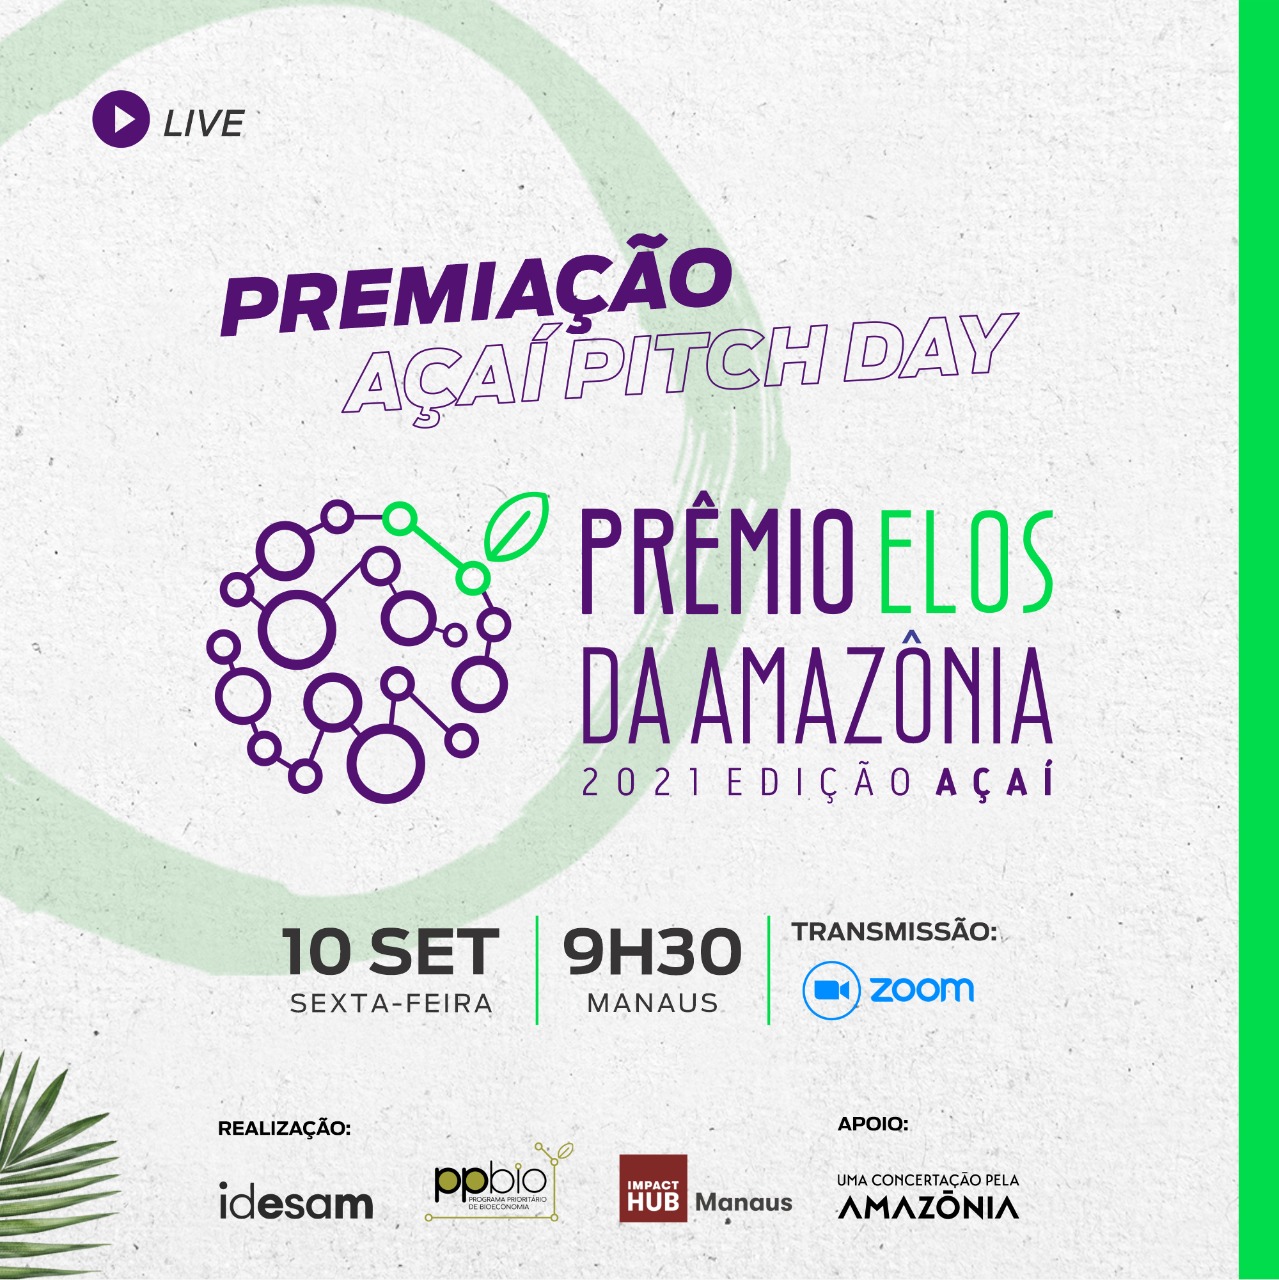 LIVE
PREMIAÇÃO
AÇAÍ PITCH DAY
PRÊMIO ELOS
DA AMAZÔNIA
2021 EDIÇÃO AÇAÍ
10 SET
SEXTA-FEIRA
9H30
MANAUS
TRANSMISSÃO:
zoom
REALIZAÇÃO:
idesam
ppbio
PROGRAMA PRIORITÁRIO
DE BIOECONOMIA
IMPACT
HUB Manaus
APOIO:
UMA CONCERTAÇÃO PELA
AMAZÔNIA